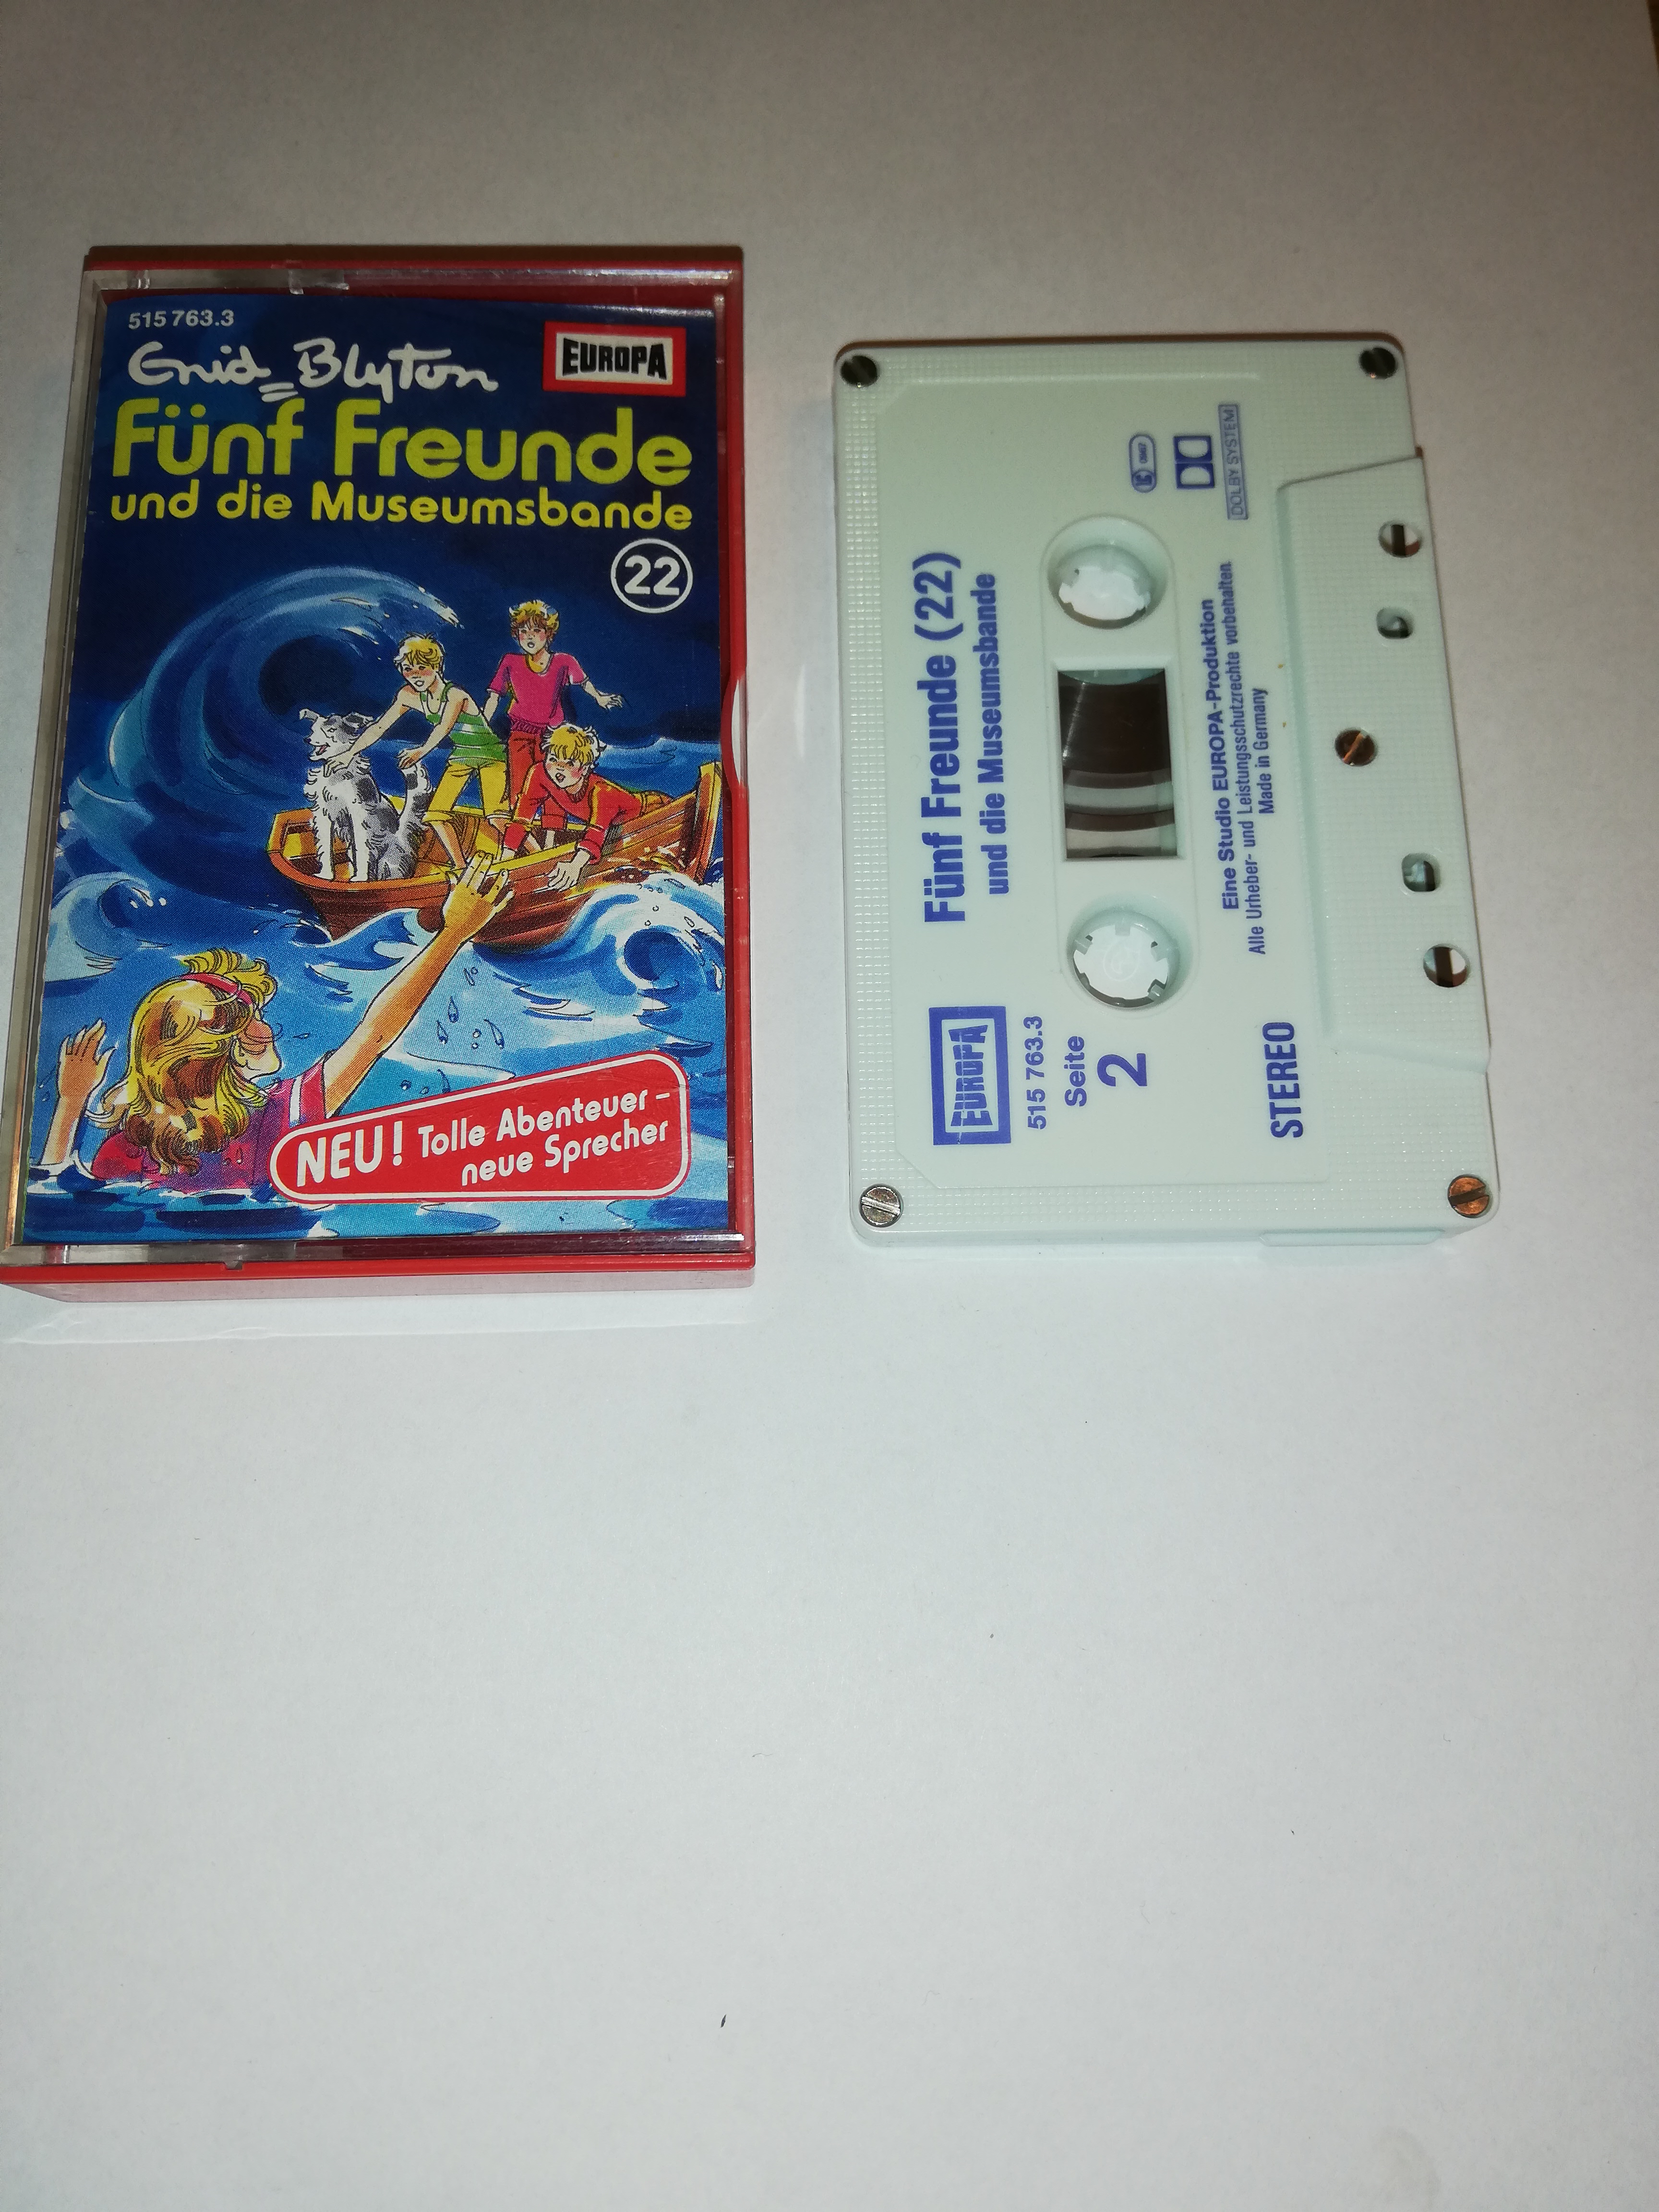 515 763.3
Enid Blyton
EUROPA
Fünf Freunde
und die Museumsbande
22
NEU! Tolle Abenteuer -
neue Sprecher
Fünf Freunde (22)
und die Museumsbande
EUROPA
515 763.3
Seite
2
DOLBY SYSTEM
Eine Studio EUROPA-Produktion
Alle Urheber- und Leistungsschutzrechte vorbehalten.
Made in Germany
STEREO